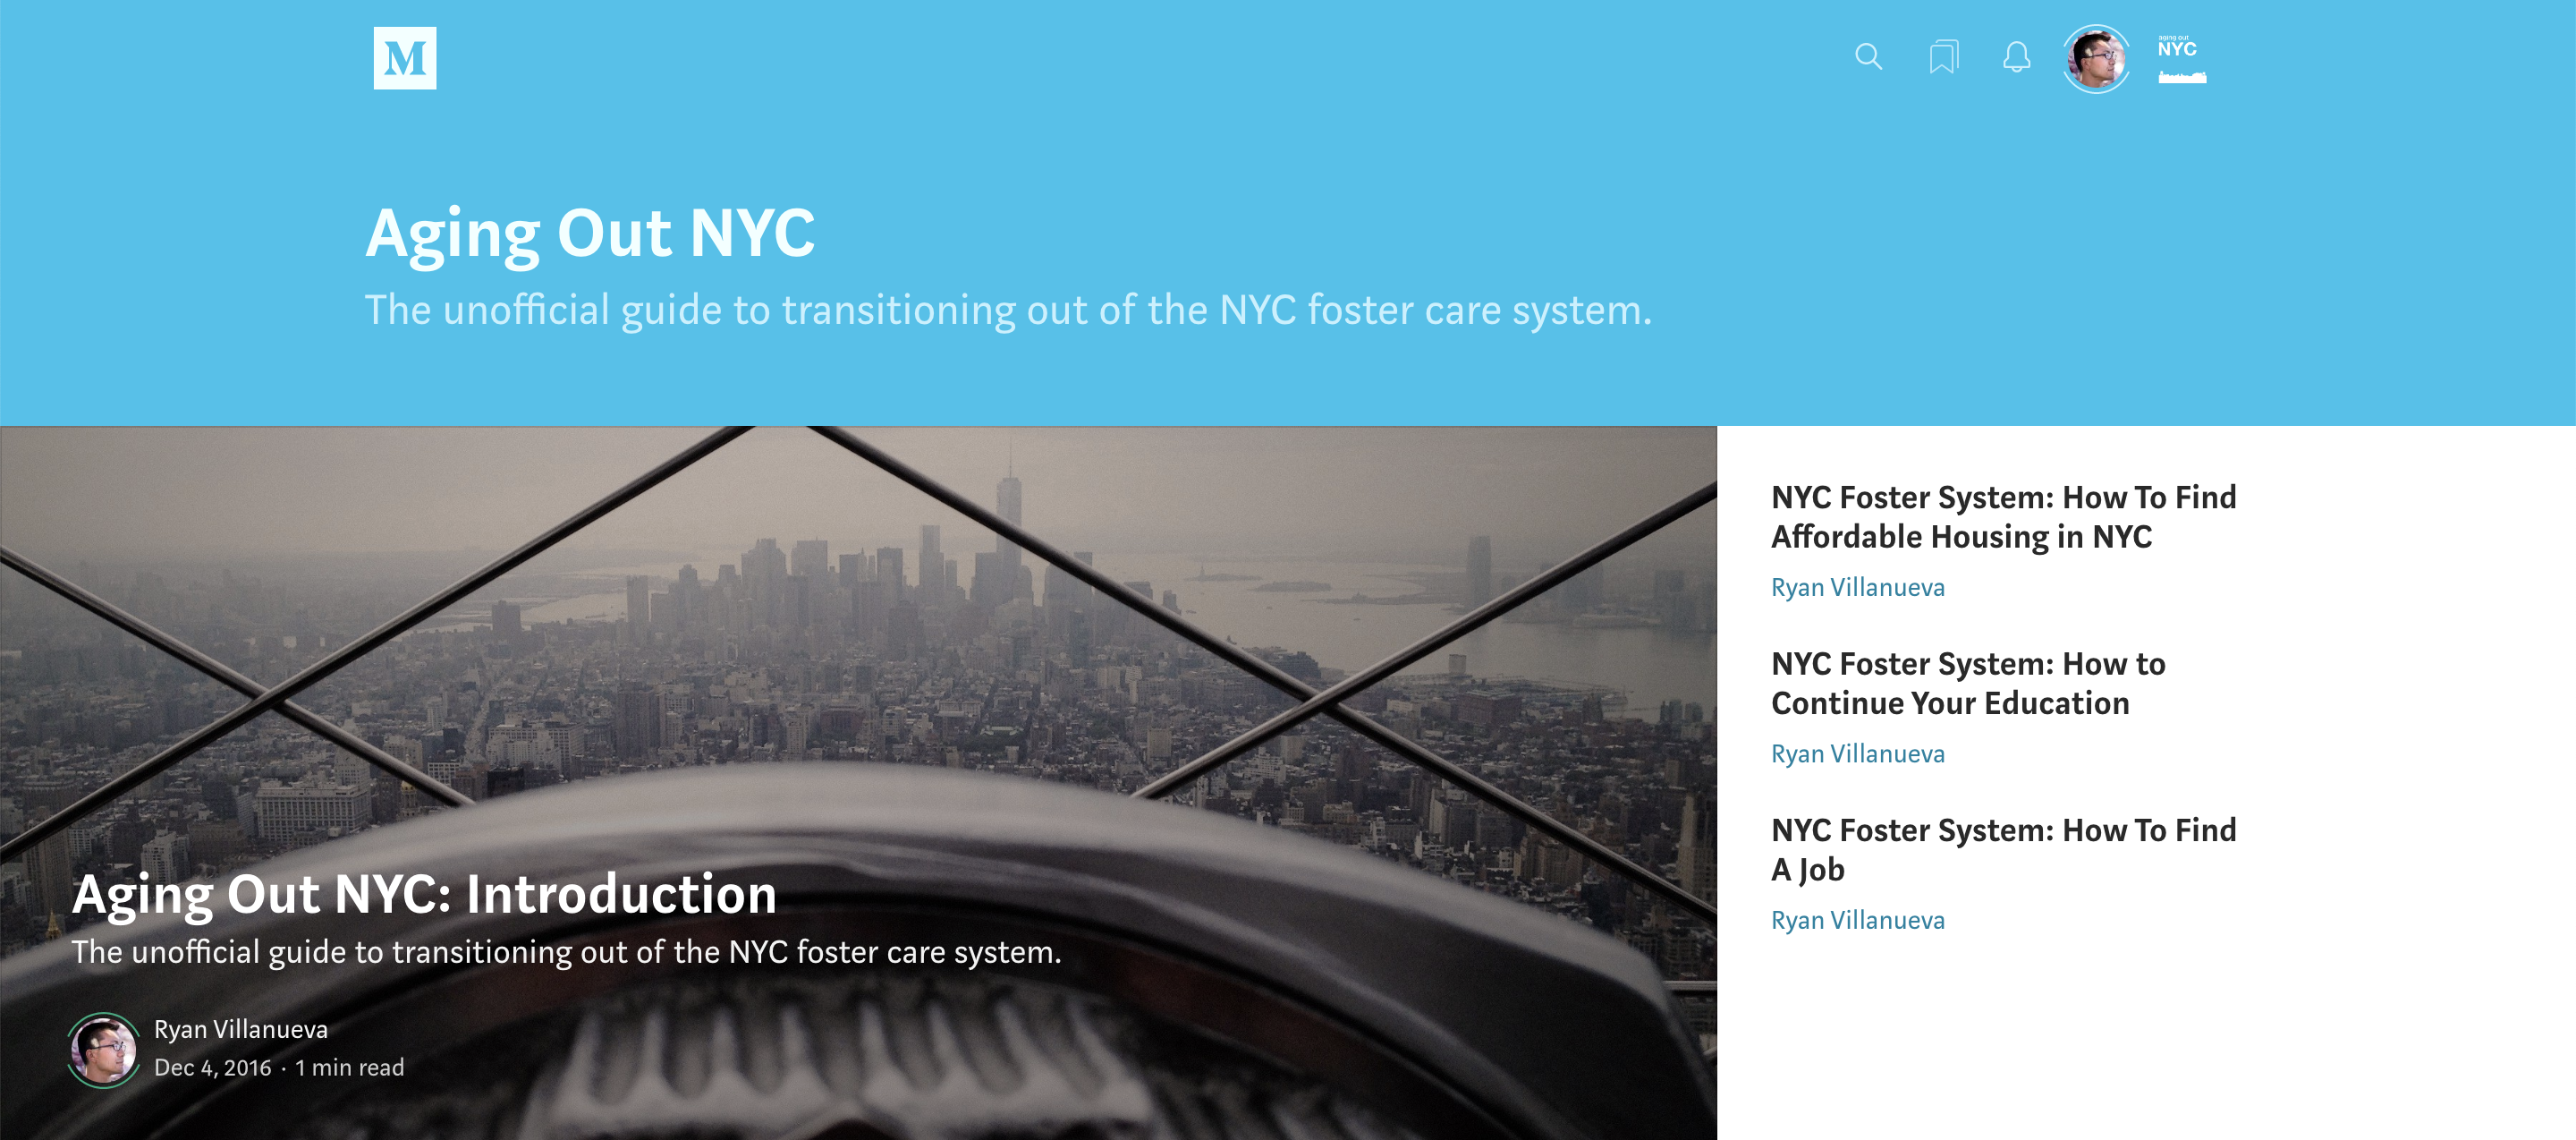 M
aging out
NYC
Aging Out NYC
The unofficial guide to transitioning out of the NYC foster care system.
Aging Out NYC: Introduction
The unofficial guide to transitioning out of the NYC foster care system.
Ryan Villanueva
Dec 4, 2016 · 1 min read
NYC Foster System: How To Find
Affordable Housing in NYC
Ryan Villanueva
NYC Foster System: How to
Continue Your Education
Ryan Villanueva
NYC Foster System: How To Find
A Job
Ryan Villanueva